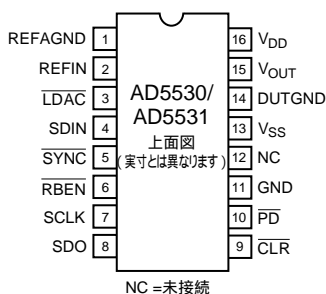 REFAGND 1
REFIN 2
LDAC 3
SDIN 4
SYNC 5
RBEN 6
SCLK 7
SDO 8
AD5530/
AD5531
上面図
(実寸とは異なります)
16 VDD
15 VOUT
14 DUTGND
13 VSS
12 NC
11 GND
10 PD
9 CLR
NC =未接続